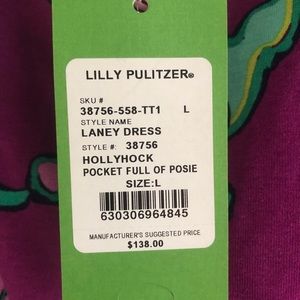 LILLY PULITZER®
SKU #
38756-558-TT1 L
STYLE NAME
LANEY DRESS
STYLE #: 38756
HOLLYHOCK
POCKET FULL OF POSIE
SIZE:L
630306964845
MANUFACTURER'S SUGGESTED PRICE
$138.00